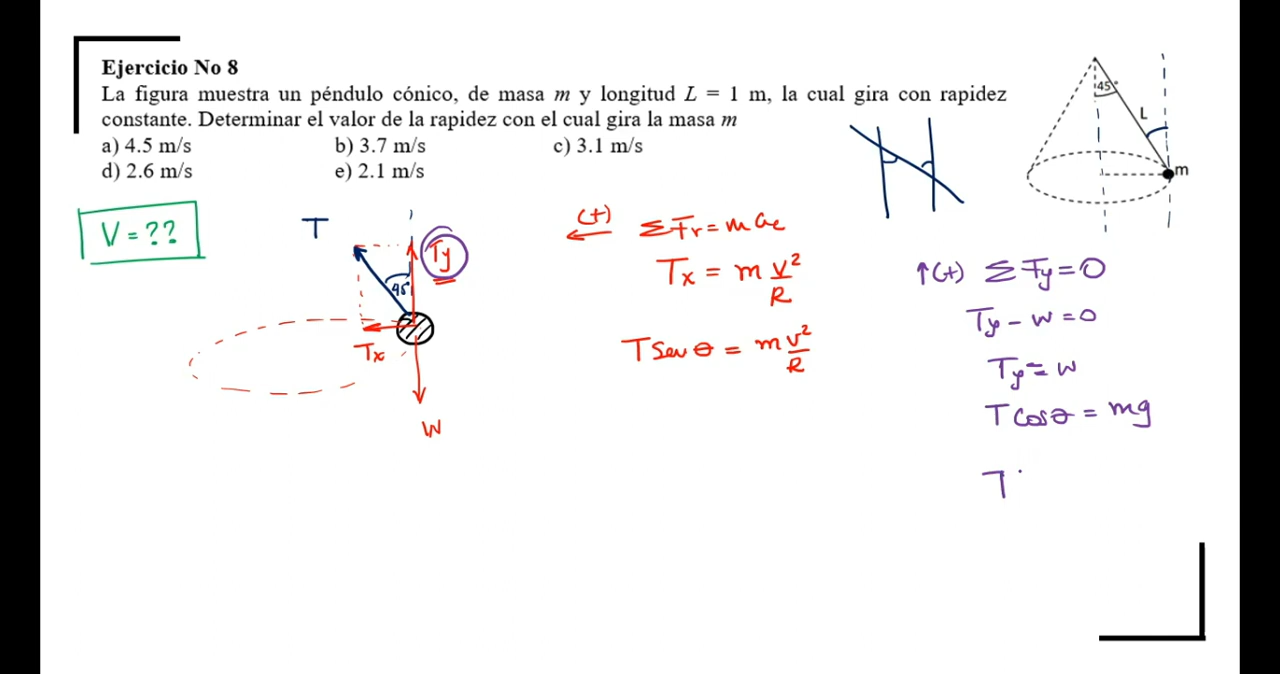 Ejercicio No 8
La figura muestra un péndulo cónico, de masa m y longitud L = 1 m, la cual gira con rapidez
constante. Determinar el valor de la rapidez con el cual gira la masa m
a) 4.5 m/s b) 3.7 m/s c) 3.1 m/s
d) 2.6 m/s e) 2.1 m/s
45°
L
m
V = ??
T
Ty
45°
Tx
W
(+) ΣFr = m ac
Tx = m v²/R
T Sen θ = m v²/R
↑(+) ΣFy = 0
Ty - W = 0
Ty = W
T cos θ = mg
T